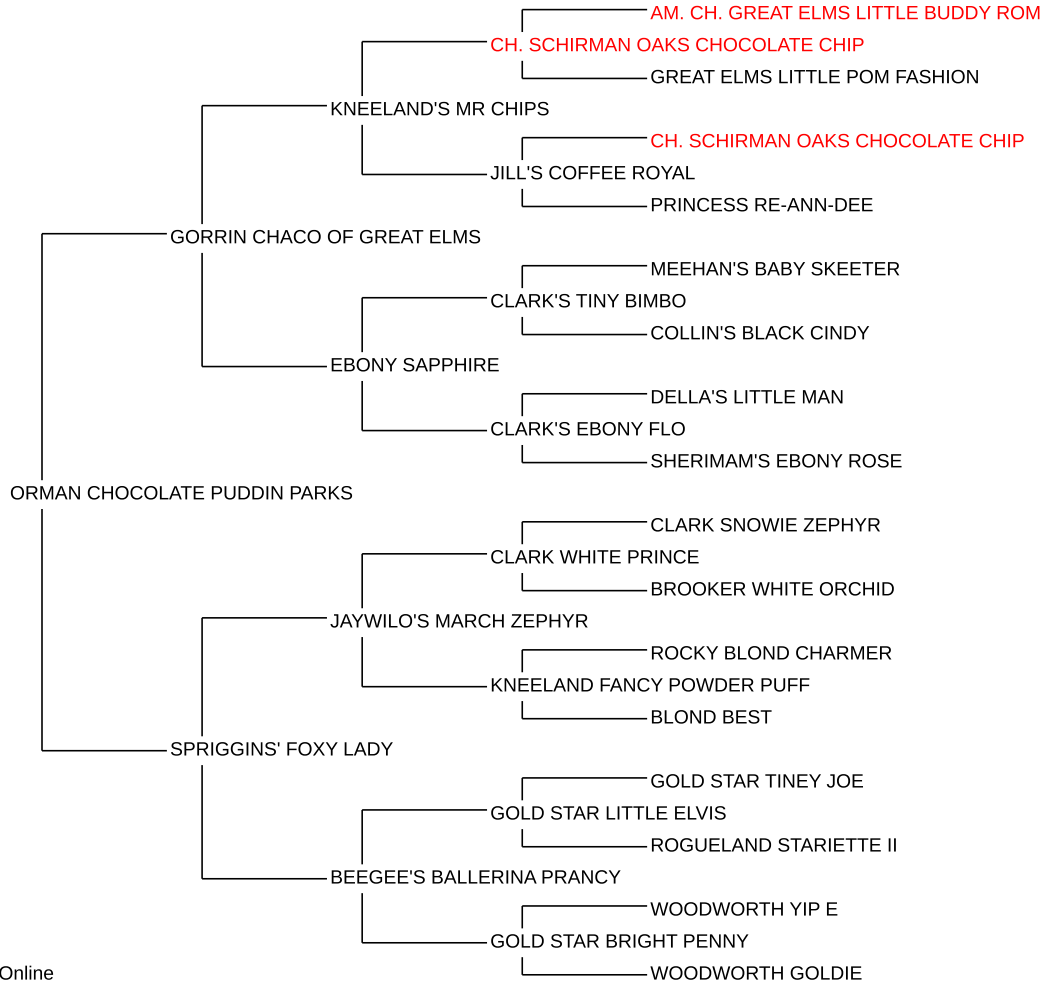 AM. CH. GREAT ELMS LITTLE BUDDY ROM
CH. SCHIRMAN OAKS CHOCOLATE CHIP
GREAT ELMS LITTLE POM FASHION
KNEELAND'S MR CHIPS
CH. SCHIRMAN OAKS CHOCOLATE CHIP
JILL'S COFFEE ROYAL
PRINCESS RE-ANN-DEE
GORRIN CHACO OF GREAT ELMS
MEEHAN'S BABY SKEETER
CLARK'S TINY BIMBO
COLLIN'S BLACK CINDY
EBONY SAPPHIRE
DELLA'S LITTLE MAN
CLARK'S EBONY FLO
SHERIMAM'S EBONY ROSE
ORMAN CHOCOLATE PUDDIN PARKS
CLARK SNOWIE ZEPHYR
CLARK WHITE PRINCE
BROOKER WHITE ORCHID
JAYWILO'S MARCH ZEPHYR
ROCKY BLOND CHARMER
KNEELAND FANCY POWDER PUFF
BLOND BEST
SPRIGGINS' FOXY LADY
GOLD STAR TINEY JOE
GOLD STAR LITTLE ELVIS
ROGUELAND STARIETTE II
BEEGEE'S BALLERINA PRANCY
WOODWORTH YIP E
GOLD STAR BRIGHT PENNY
WOODWORTH GOLDIE
Online